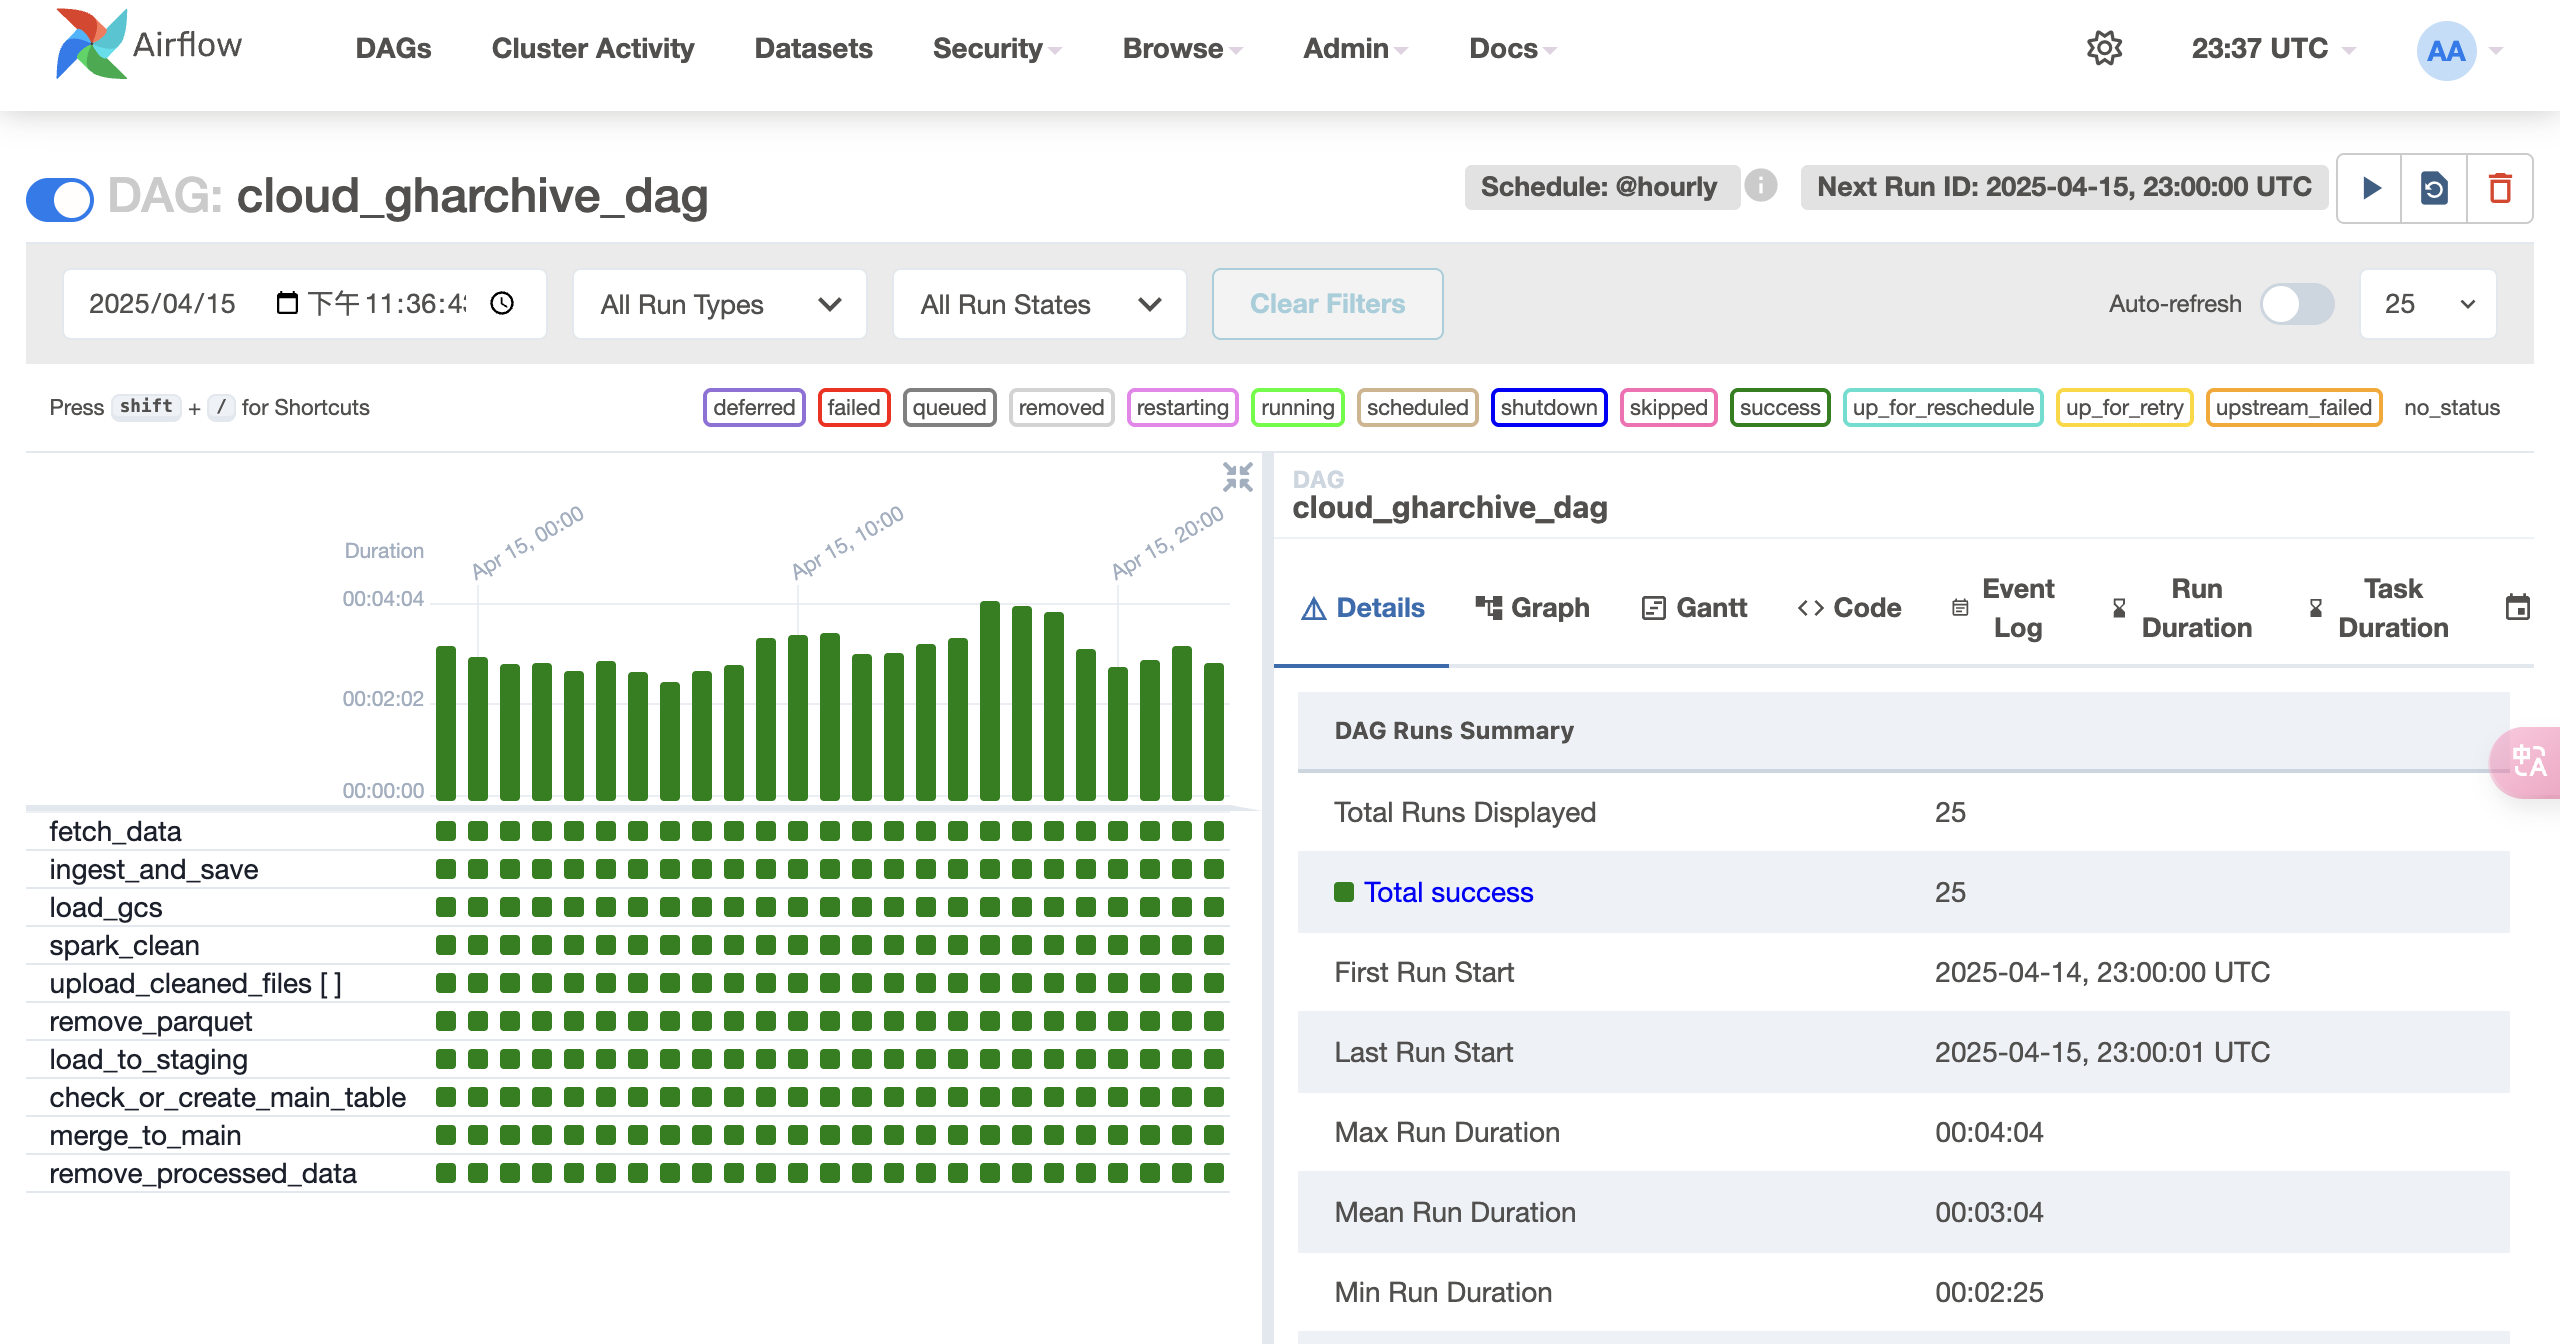 Airflow
DAGs Cluster Activity Datasets Security Browse Admin Docs 23:37 UTC AA
DAG: cloud_gharchive_dag
Schedule: @hourly Next Run ID: 2025-04-15, 23:00:00 UTC
2025/04/15 下午 11:36:43 All Run Types All Run States Clear Filters Auto-refresh 25
Press shift + / for Shortcuts
deferred failed queued removed restarting running scheduled shutdown skipped success up_for_reschedule up_for_retry upstream_failed no_status
Duration
Apr 15, 00:00
Apr 15, 10:00
Apr 15, 20:00
00:04:04
00:02:02
00:00:00
fetch_data
ingest_and_save
load_gcs
spark_clean
upload_cleaned_files [ ]
remove_parquet
load_to_staging
check_or_create_main_table
merge_to_main
remove_processed_data
DAG
cloud_gharchive_dag
Details
Graph
Gantt
Code
Event
Log
Run
Duration
Task
Duration
DAG Runs Summary
Total Runs Displayed 25
Total success 25
First Run Start 2025-04-14, 23:00:00 UTC
Last Run Start 2025-04-15, 23:00:01 UTC
Max Run Duration 00:04:04
Mean Run Duration 00:03:04
Min Run Duration 00:02:25
中A